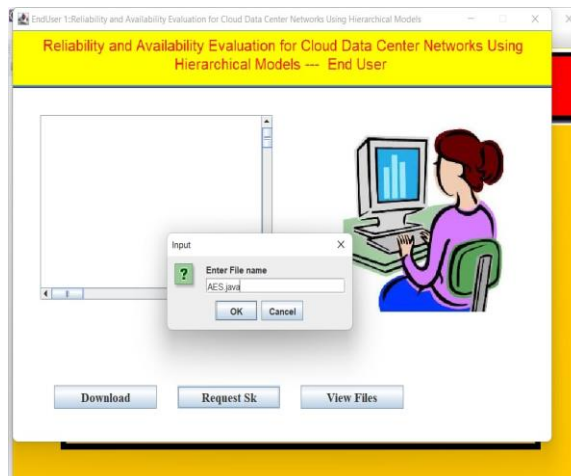 EndUser 1::Reliability and Availability Evaluation for Cloud Data Center Networks Using Hierarchical Models
Reliability and Availability Evaluation for Cloud Data Center Networks Using
Hierarchical Models --- End User
Input
?
Enter File name
AES.java
OK Cancel
Download Request Sk View Files